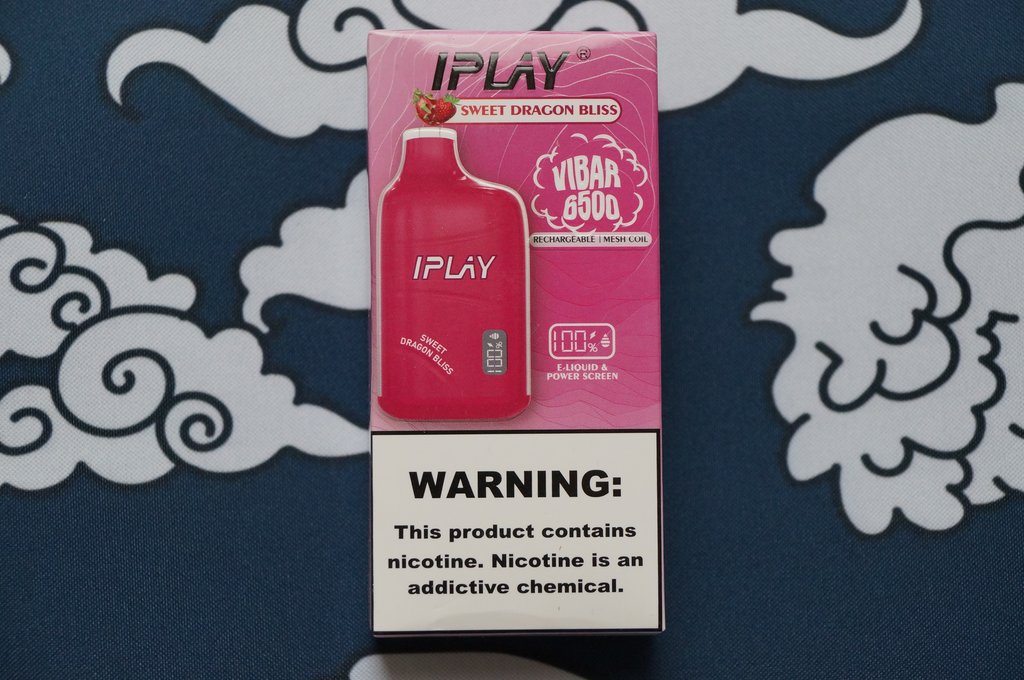 IPLAY®
SWEET DRAGON BLISS
VIBAR
6500
RECHARGEABLE | MESH COIL
IPLAY
SWEET
DRAGON BLISS
100%
100%
E-LIQUID &
POWER SCREEN
WARNING:
This product contains
nicotine. Nicotine is an
addictive chemical.